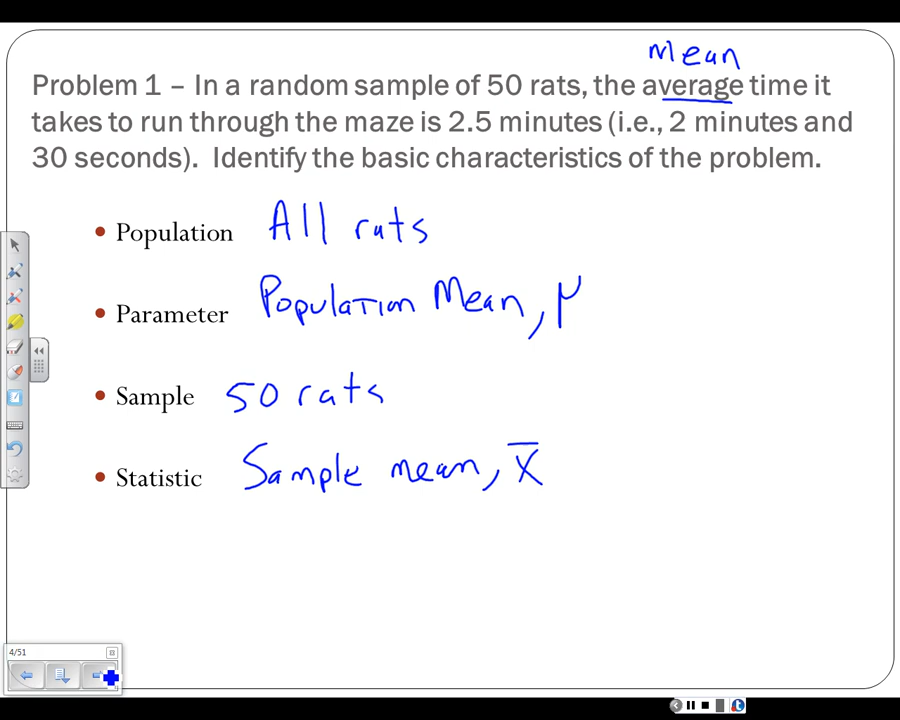 Mean
Problem 1 – In a random sample of 50 rats, the average time it
takes to run through the maze is 2.5 minutes (i.e., 2 minutes and
30 seconds). Identify the basic characteristics of the problem.
• Population All rats
• Parameter Population Mean, μ
• Sample 50 rats
• Statistic Sample mean, x̅
4/51